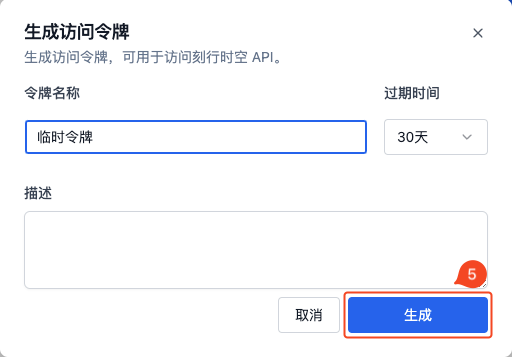 生成访问令牌
生成访问令牌，可用于访问刻行时空 API。
令牌名称
过期时间
临时令牌
30天
描述
5
取消
生成